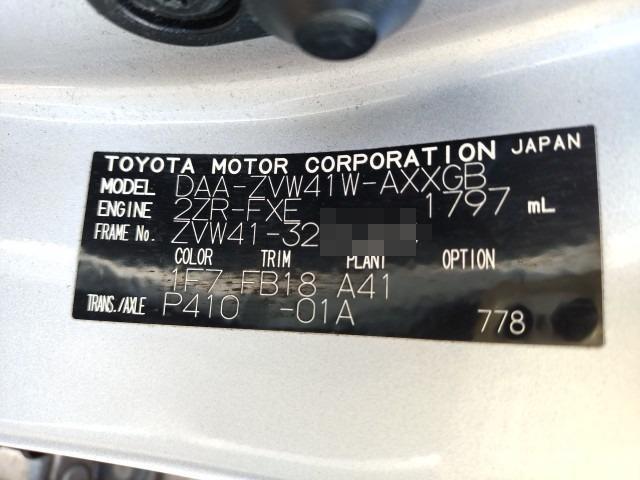 TOYOTA MOTOR CORPORATION JAPAN
MODEL DAA-ZVW41W-AXXGB
ENGINE 2ZR-FXE 1797 mL
FRAME No. ZVW41-32
COLOR TRIM PLANT OPTION
1F7 FB18 A41
TRANS./AXLE P410 -01A 778